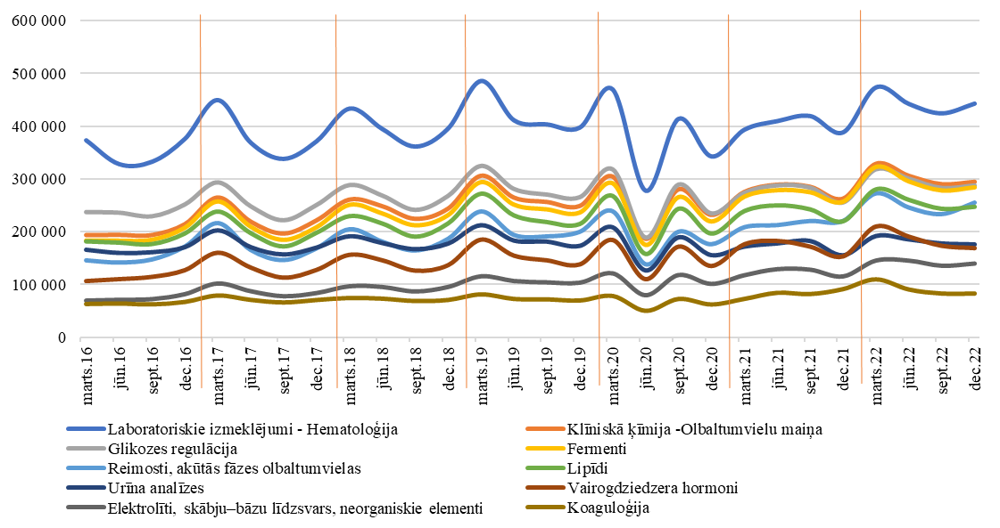 600 000
500 000
400 000
300 000
200 000
100 000
0
marts.16
jūn.16
sept.16
dec.16
marts.17
jūn.17
sept.17
dec.17
marts.18
jūn.18
sept.18
dec.18
marts.19
jūn.19
sept.19
dec.19
marts.20
jūn.20
sept.20
dec.20
marts.21
jūn.21
sept.21
dec.21
marts.22
jūn.22
sept.22
dec.22
Laboratoriskie izmeklējumi - Hematoloģija
Klīniskā ķīmija -Olbaltumvielu maiņa
Glikozes regulācija
Fermenti
Reimosti, akūtās fāzes olbaltumvielas
Lipīdi
Urīna analīzes
Vairogdziedzera hormoni
Elektrolīti, skābju–bāzu līdzsvars, neorganiskie elementi
Koaguloģija